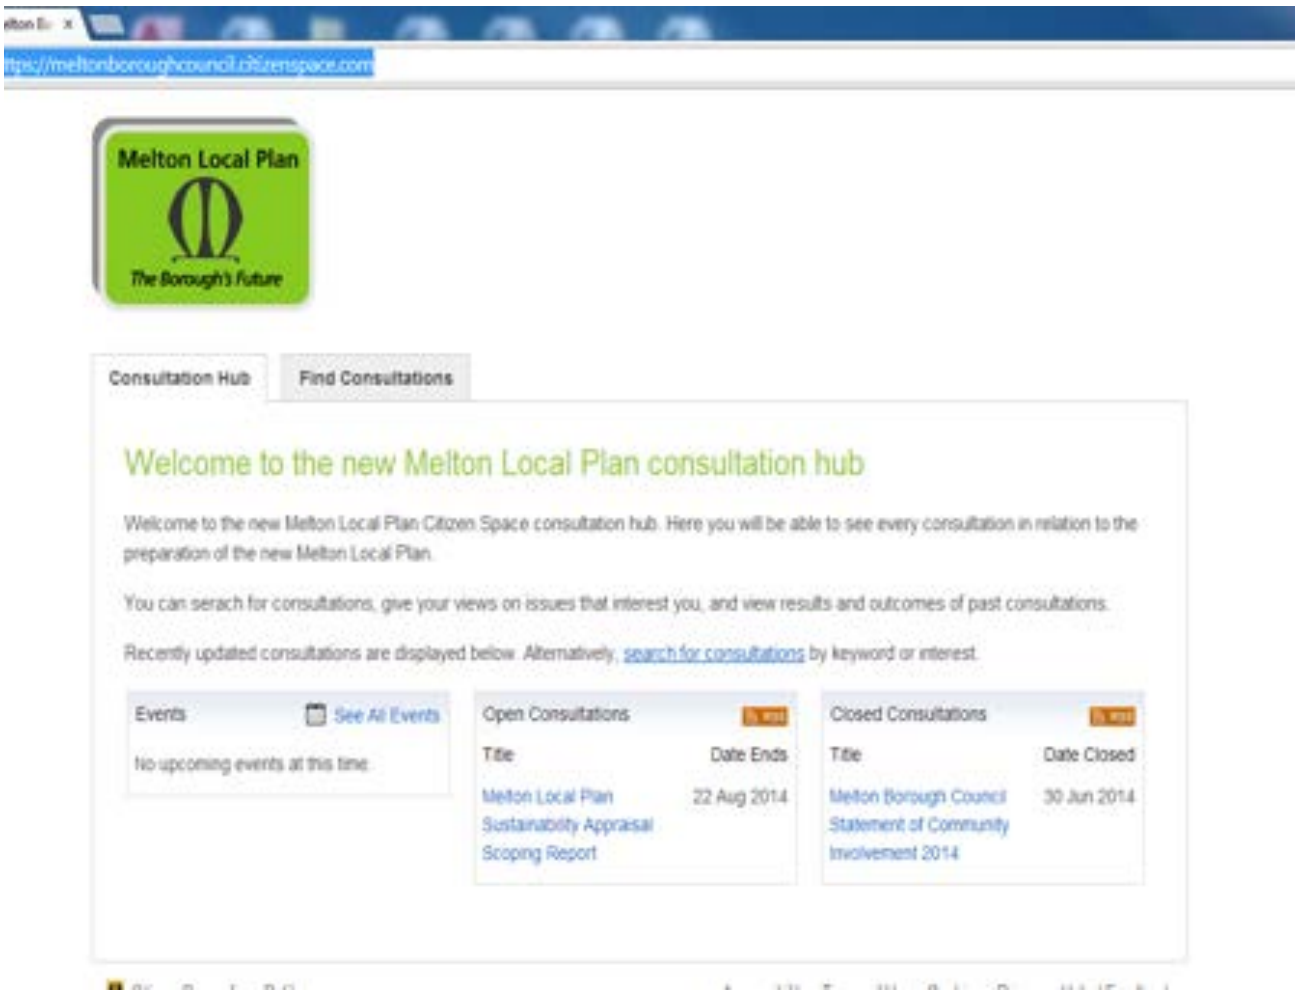 https://meltonboroughcouncil.citizenspace.com
Melton Local Plan
The Borough's Future
Consultation Hub
Find Consultations
Welcome to the new Melton Local Plan consultation hub
Welcome to the new Melton Local Plan Citizen Space consultation hub. Here you will be able to see every consultation in relation to the
preparation of the new Melton Local Plan.
You can serach for consultations, give your views on issues that interest you, and view results and outcomes of past consultations.
Recently updated consultations are displayed below. Alternatively, search for consultations by keyword or interest.
Events See All Events
No upcoming events at this time.
Open Consultations
Title Date Ends
Melton Local Plan 22 Aug 2014
Sustainability Appraisal
Scoping Report
Closed Consultations
Title Date Closed
Melton Borough Council 30 Jun 2014
Statement of Community
Involvement 2014